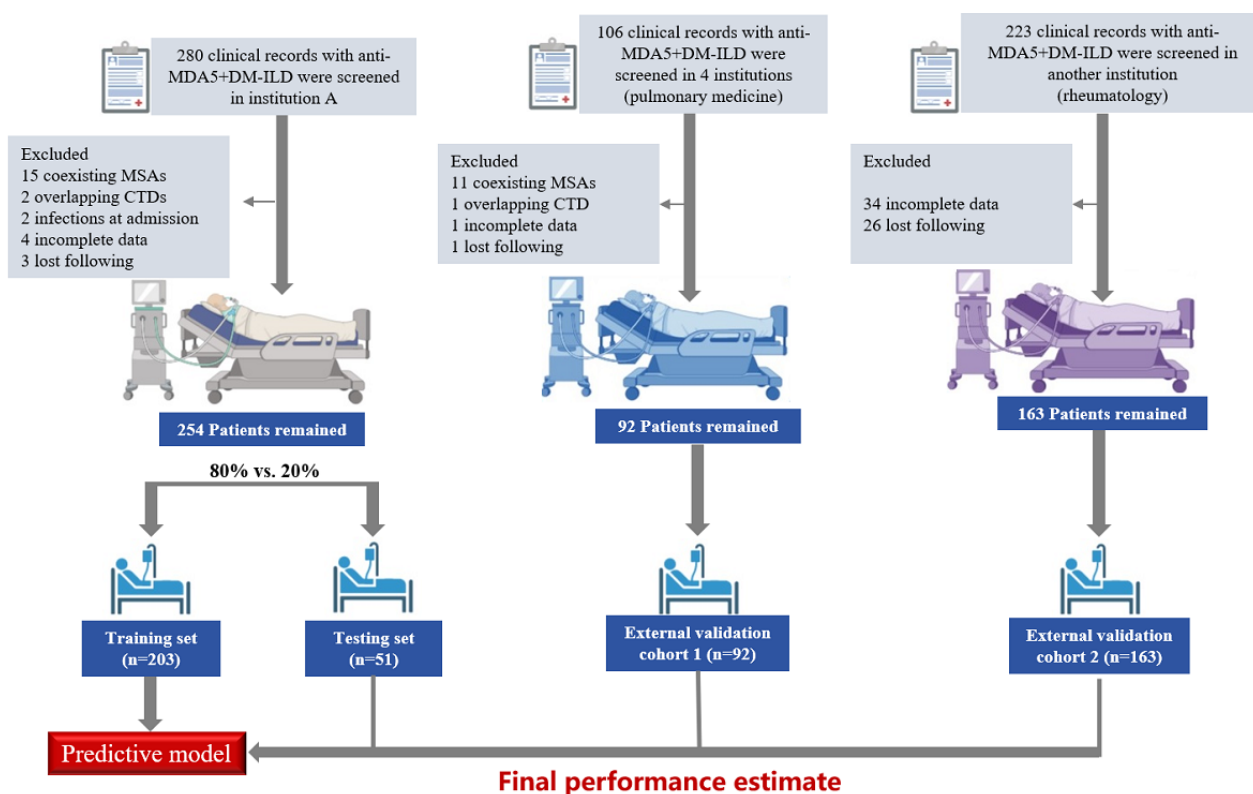 280 clinical records with anti-
MDA5+DM-ILD were screened
in institution A
106 clinical records with anti-
MDA5+DM-ILD were
screened in 4 institutions
(pulmonary medicine)
223 clinical records with anti-
MDA5+DM-ILD were screened in
another institution
(rheumatology)
Excluded
15 coexisting MSAs
2 overlapping CTDs
2 infections at admission
4 incomplete data
3 lost following
Excluded
11 coexisting MSAs
1 overlapping CTD
1 incomplete data
1 lost following
Excluded
34 incomplete data
26 lost following
254 Patients remained
92 Patients remained
163 Patients remained
80% vs. 20%
Training set
(n=203)
Testing set
(n=51)
External validation
cohort 1 (n=92)
External validation
cohort 2 (n=163)
Predictive model
Final performance estimate